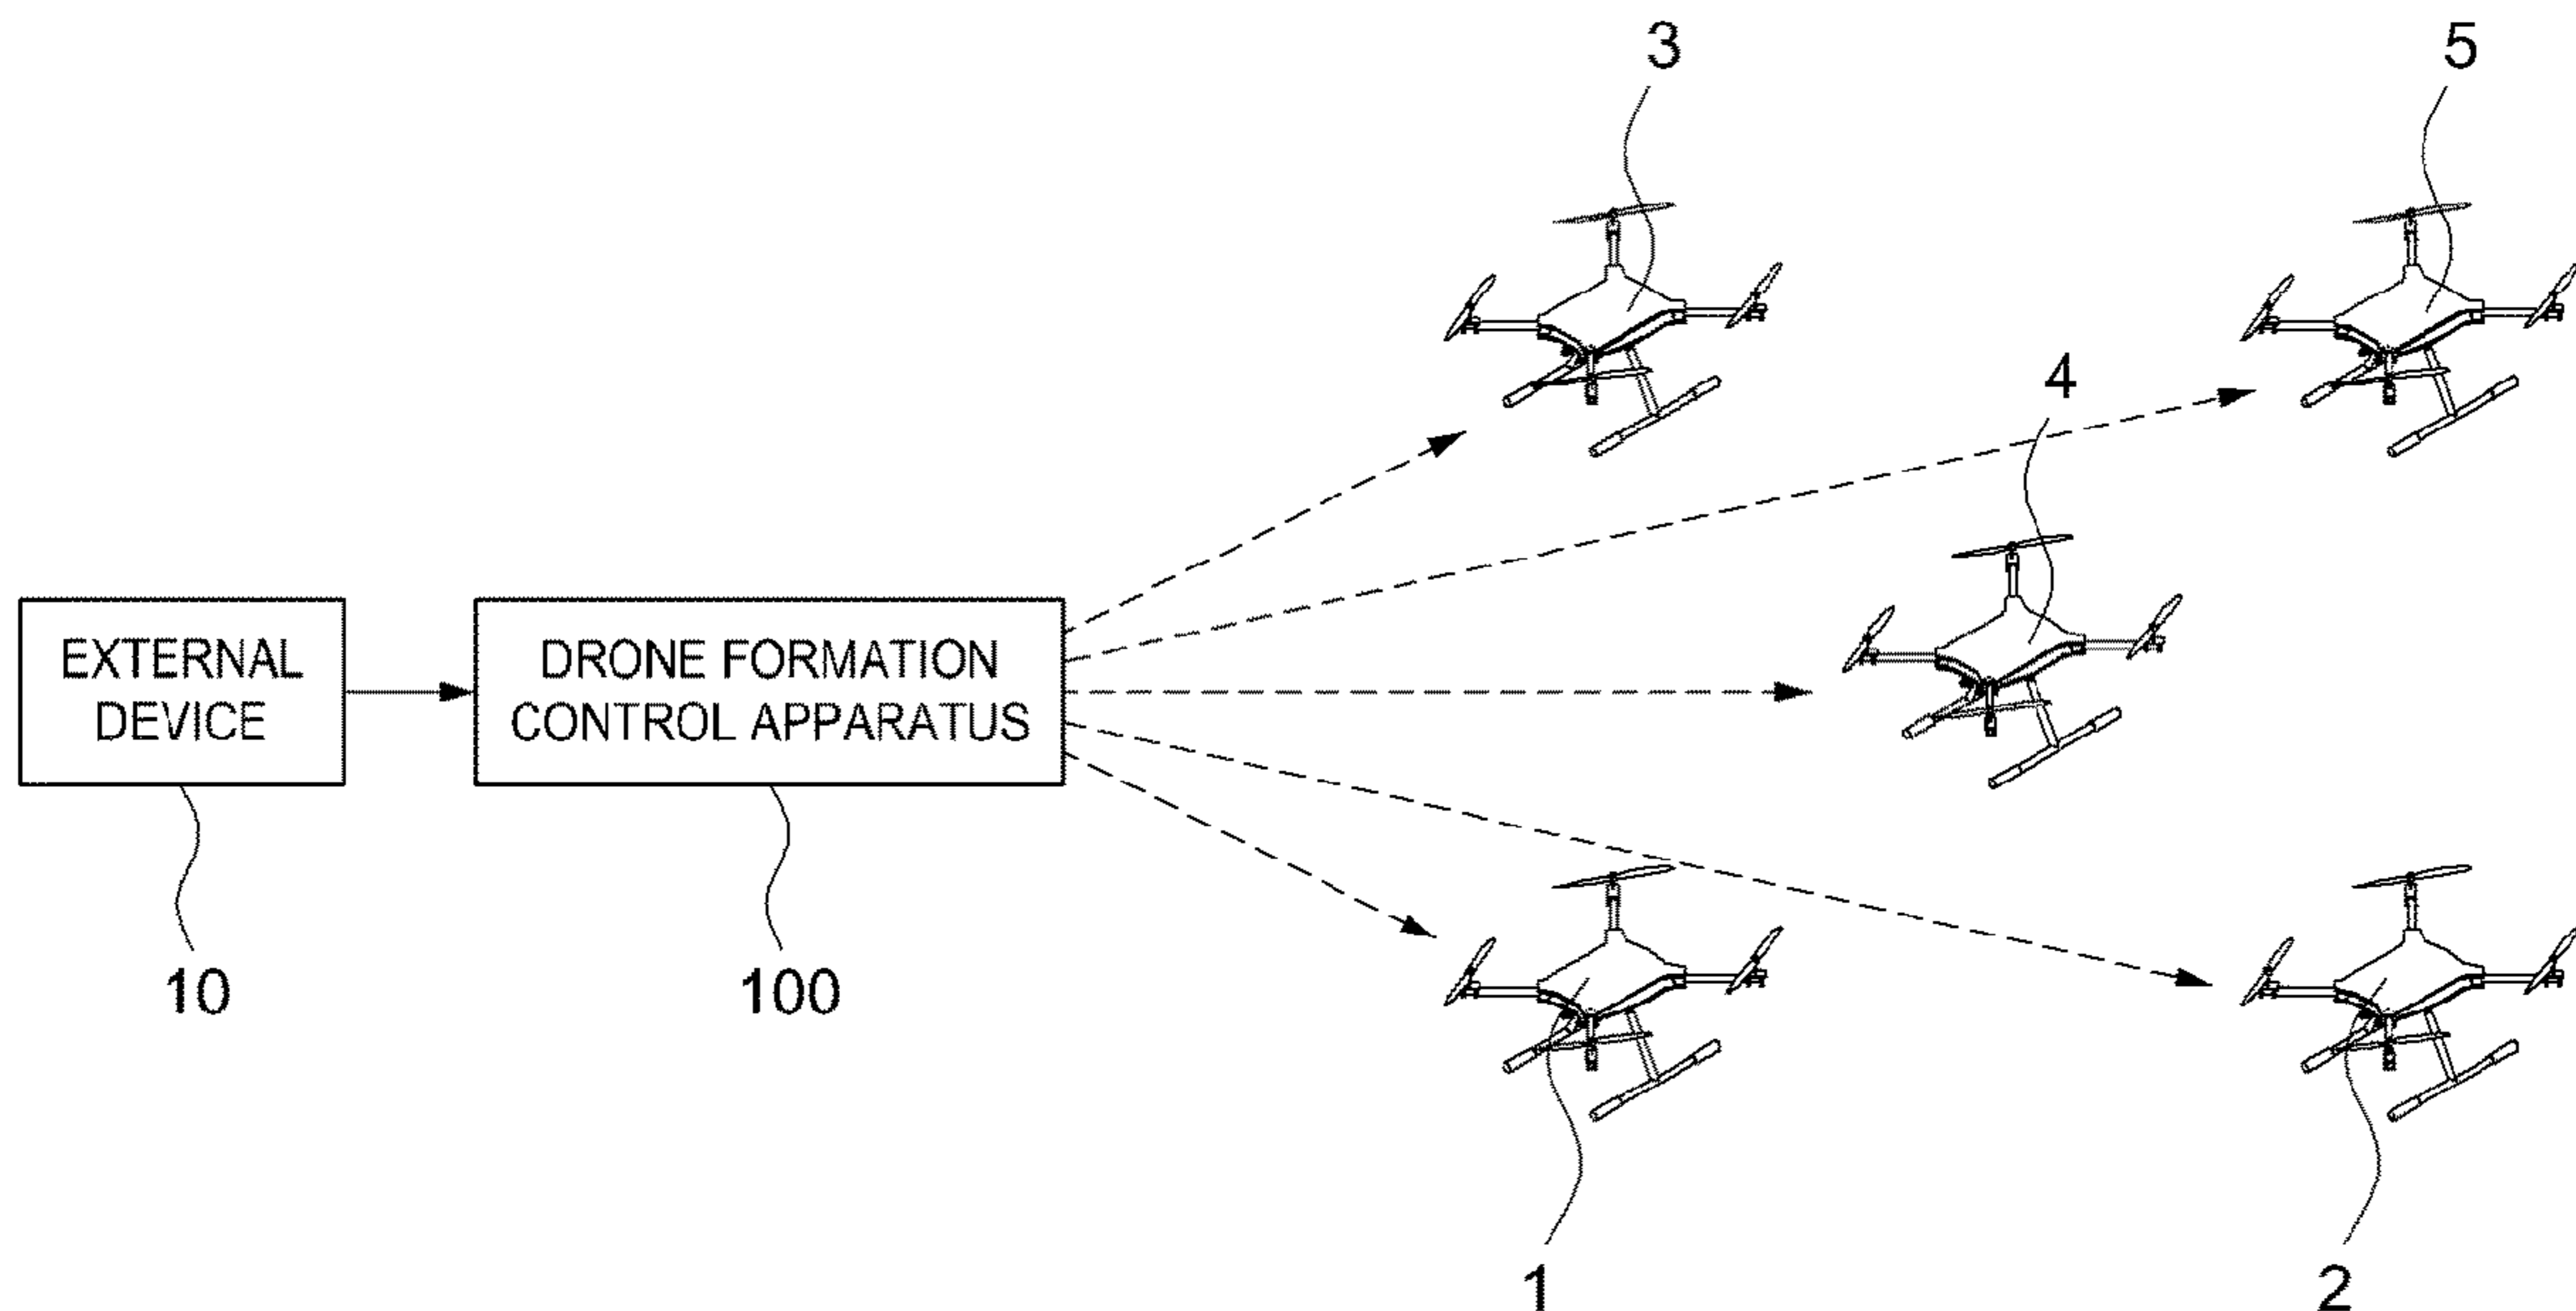 3
5
4
EXTERNAL
DEVICE
DRONE FORMATION
CONTROL APPARATUS
10
100
1
2